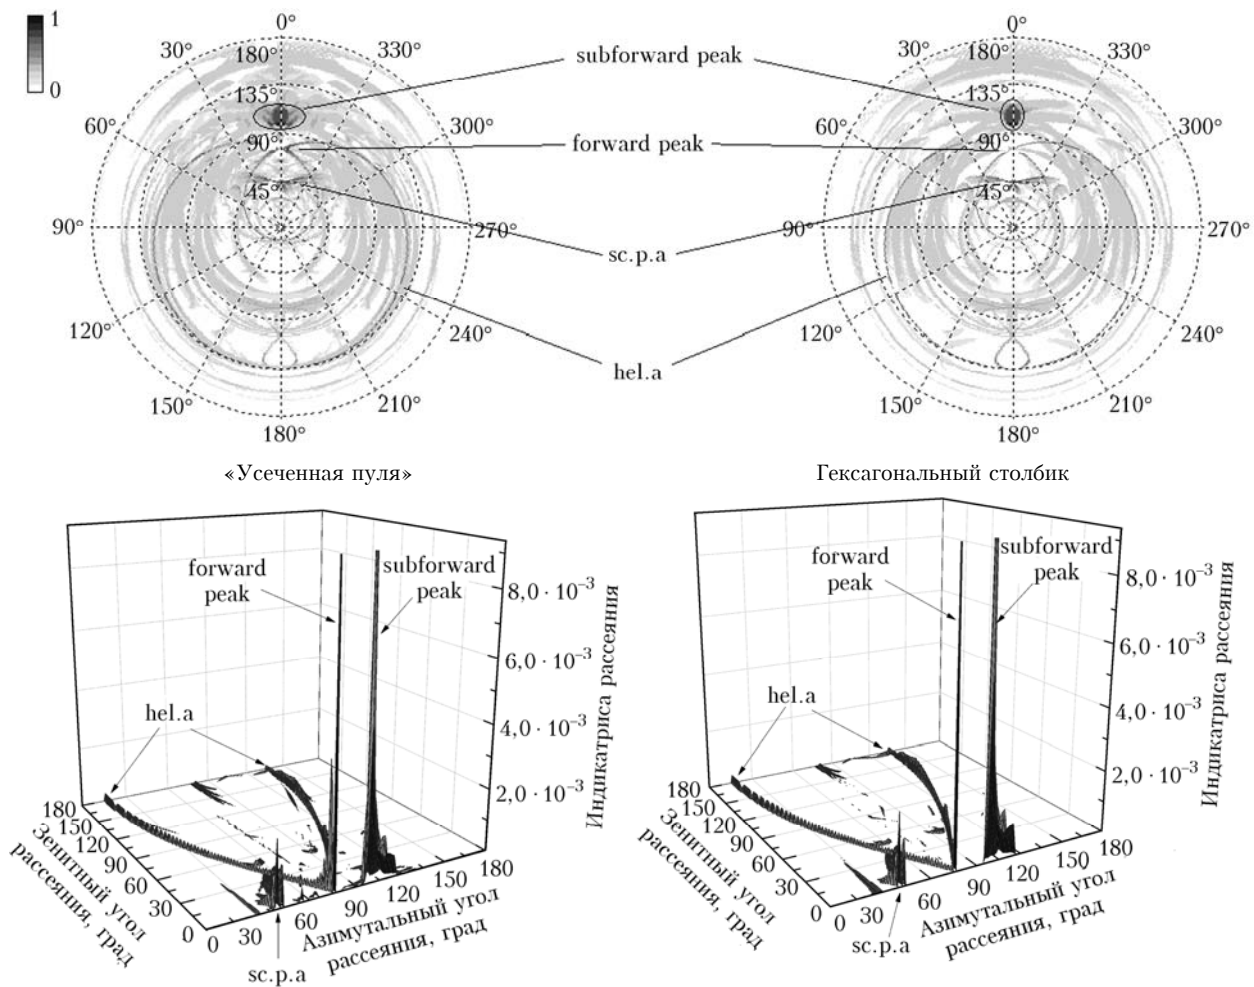 1
0
0°
30°
330°
180°
135°
60°
300°
90°
45°
90°
270°
120°
240°
150°
210°
180°
subforward peak
forward peak
sc.p.a
hel.a
0°
30°
330°
180°
135°
60°
300°
90°
45°
90°
270°
120°
240°
150°
210°
180°
«Усеченная пуля»
Гексагональный столбик
forward
peak
subforward
peak
hel.a
8,0 · 10⁻³
6,0 · 10⁻³
4,0 · 10⁻³
2,0 · 10⁻³
Индикатриса рассеяния
180
150
120
90
60
30
0
Зенитный угол
рассеяния, град
0
30
60
90
120
150
180
Азимутальный угол
рассеяния, град
sc.p.a
forward
peak
subforward
peak
hel.a
8,0 · 10⁻³
6,0 · 10⁻³
4,0 · 10⁻³
2,0 · 10⁻³
Индикатриса рассеяния
180
150
120
90
60
30
0
Зенитный угол
рассеяния, град
0
30
60
90
120
150
180
Азимутальный угол
рассеяния, град
sc.p.a